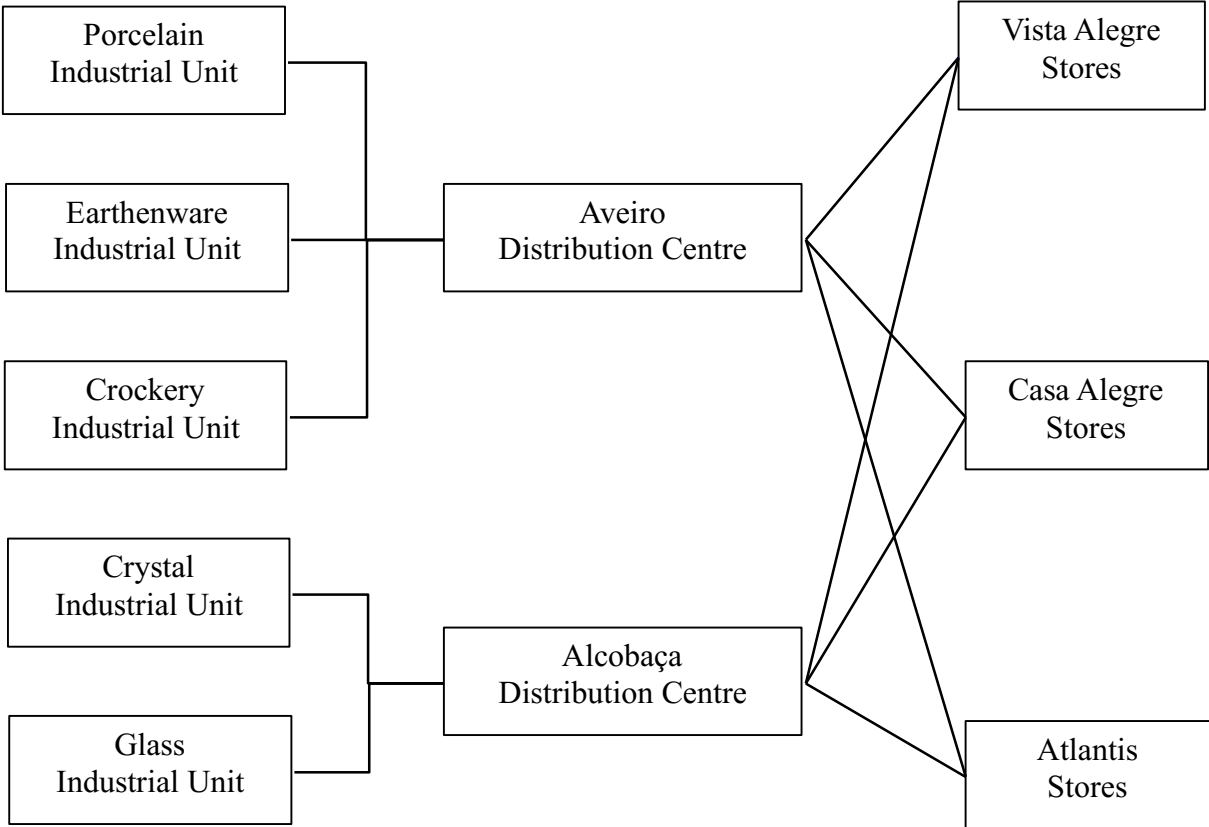 Porcelain
Industrial Unit
Earthenware
Industrial Unit
Crockery
Industrial Unit
Crystal
Industrial Unit
Glass
Industrial Unit
Aveiro
Distribution Centre
Alcobaça
Distribution Centre
Vista Alegre
Stores
Casa Alegre
Stores
Atlantis
Stores